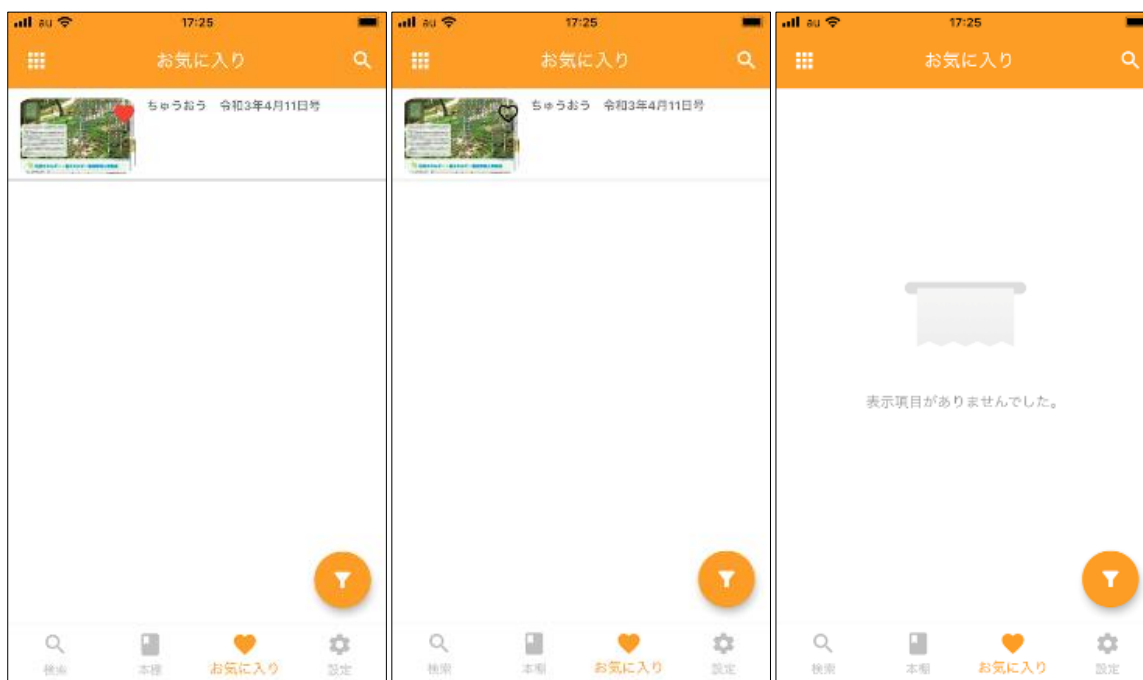 au 17:25
お気に入り
ちゅうおう 令和3年4月11日号
検索 本棚 お気に入り 設定
au 17:25
お気に入り
ちゅうおう 令和3年4月11日号
検索 本棚 お気に入り 設定
au 17:25
お気に入り
表示項目がありませんでした。
検索 本棚 お気に入り 設定